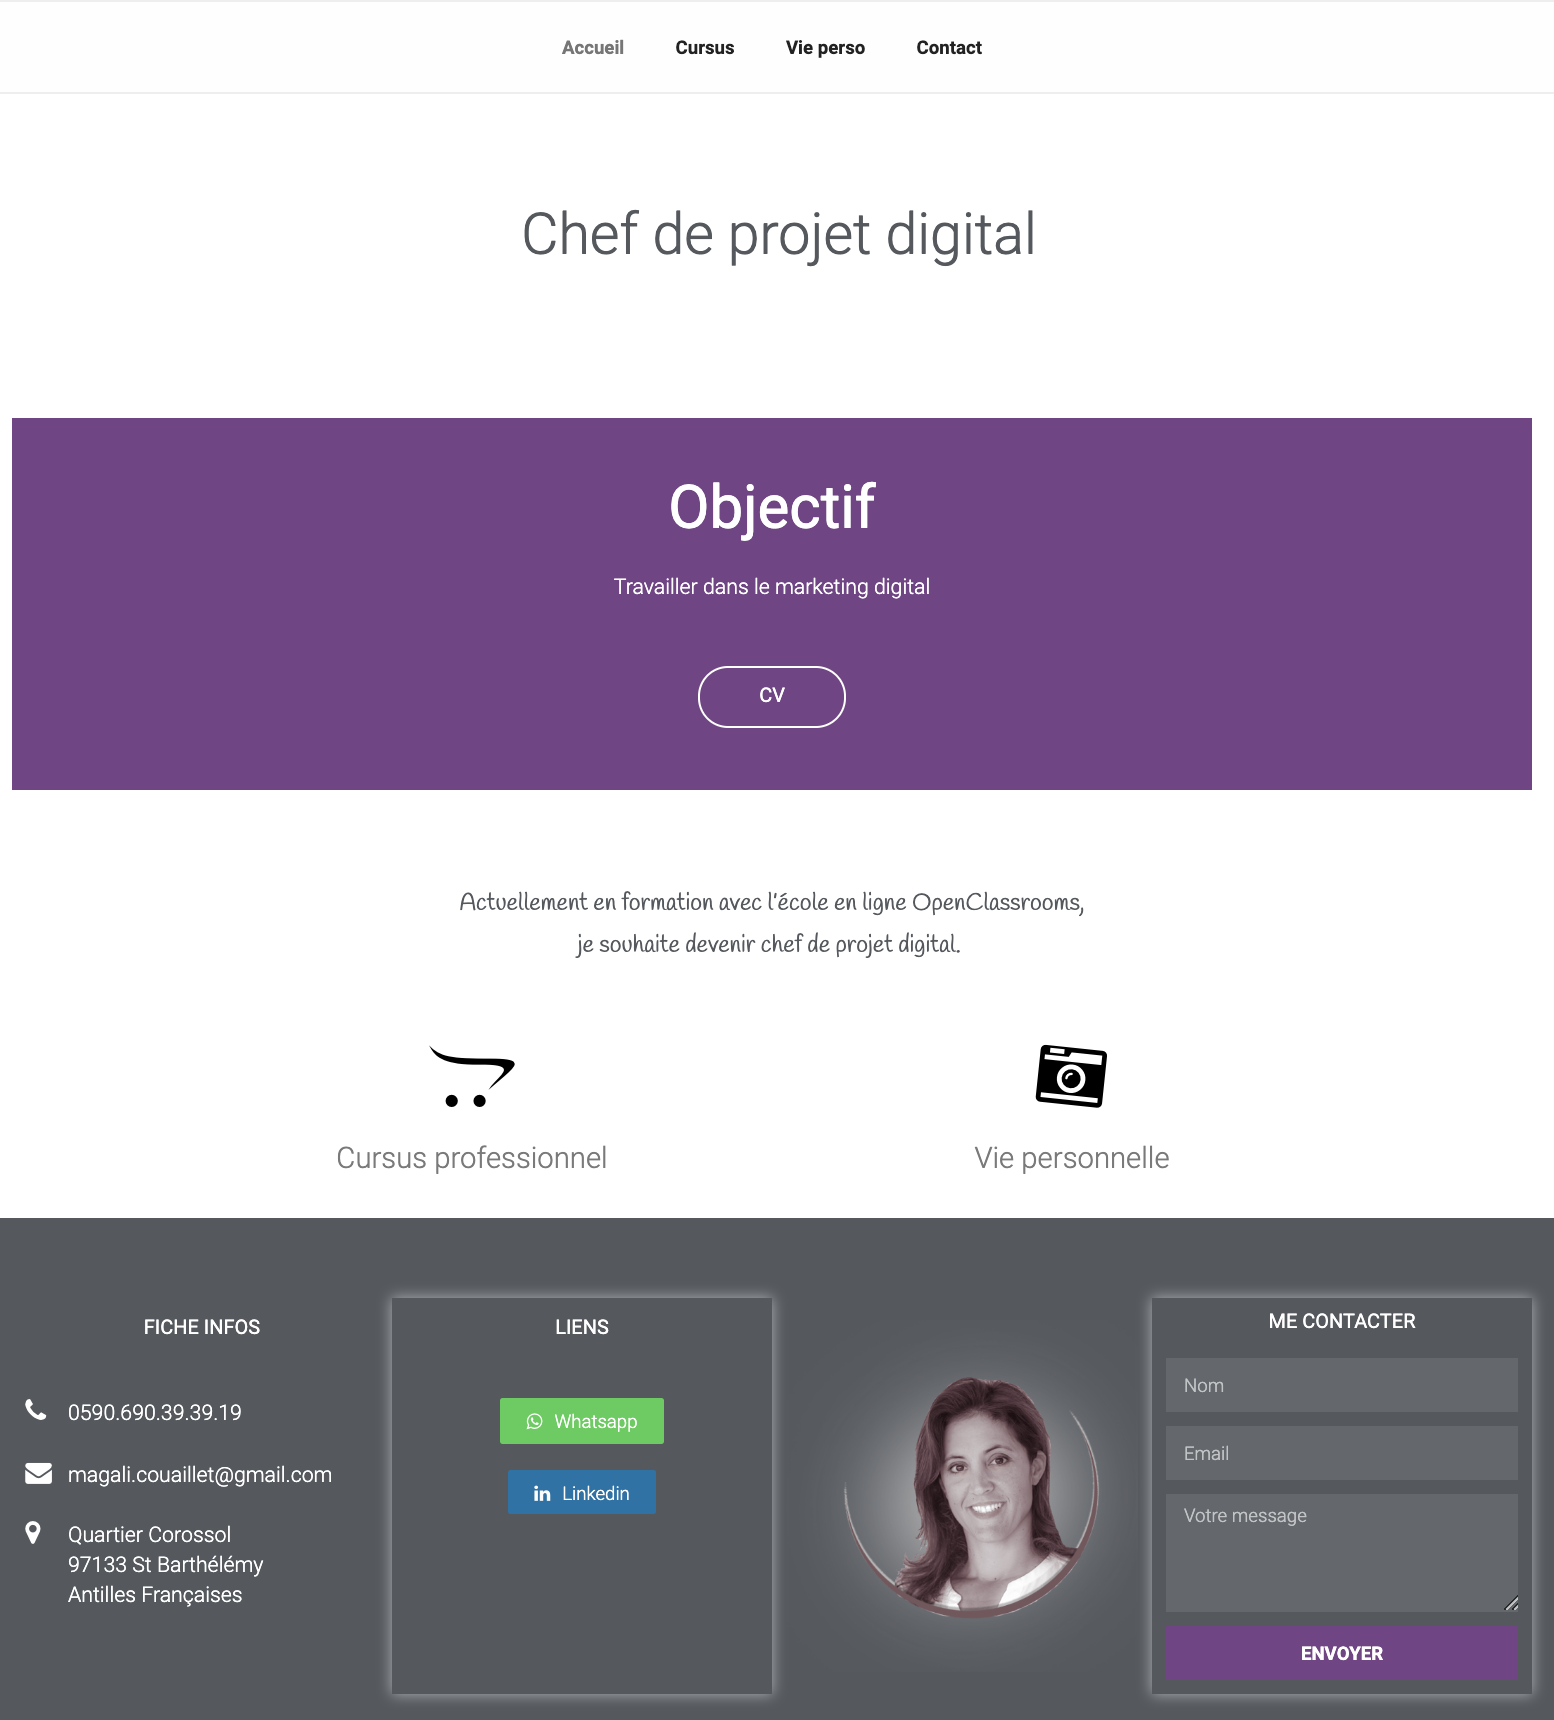 Accueil Cursus Vie perso Contact
Chef de projet digital
Objectif
Travailler dans le marketing digital
CV
Actuellement en formation avec l'école en ligne OpenClassrooms,
je souhaite devenir chef de projet digital.
Cursus professionnel
Vie personnelle
FICHE INFOS
0590.690.39.39.19
magali.couaillet@gmail.com
Quartier Corossol
97133 St Barthélémy
Antilles Françaises
LIENS
Whatsapp
Linkedin
ME CONTACTER
Nom
Email
Votre message
ENVOYER